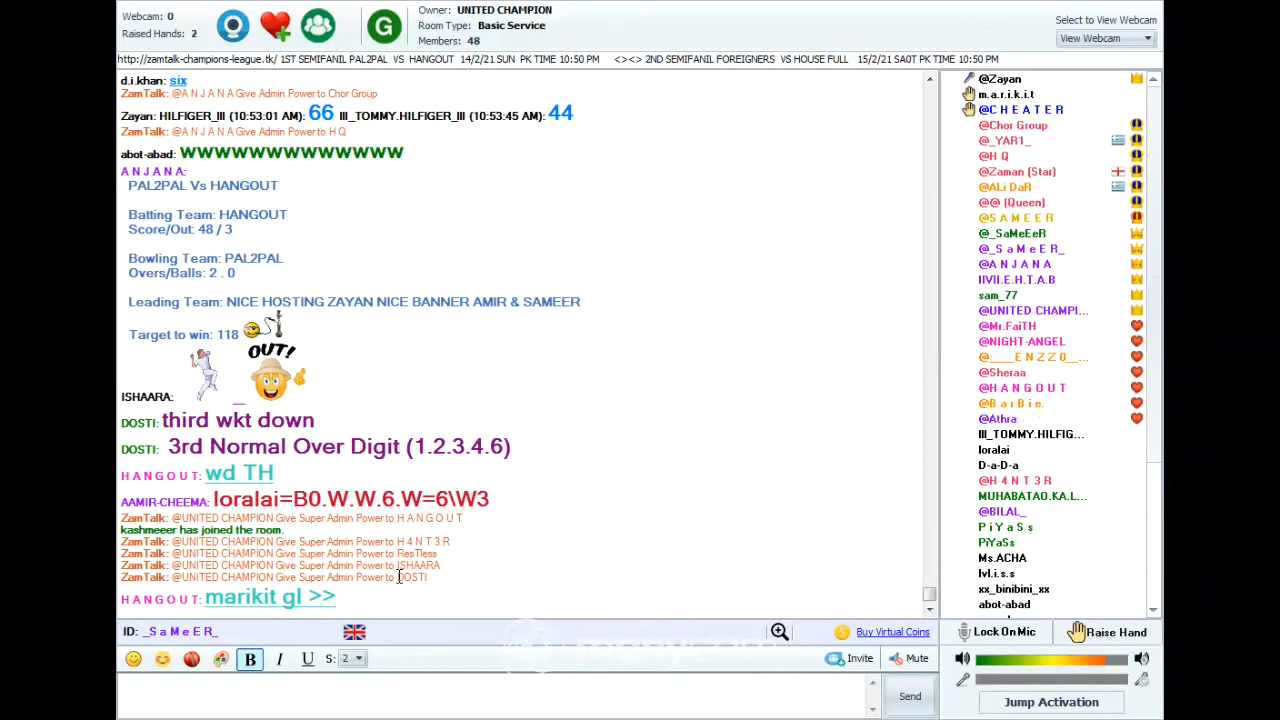 Webcam: 0
Raised Hands: 2
G
Owner: UNITED CHAMPION
Room Type: Basic Service
Members: 48
Select to View Webcam
View Webcam
http://zamtalk-champions-league.tk/ 1ST SEMIFANIL PAL2PAL VS HANGOUT 14/2/21 SUN PK TIME 10:50 PM <><> 2ND SEMIFANIL FOREIGNERS VS HOUSE FULL 15/2/21 SA0T PK TIME 10:50 PM
d.i.khan: six
ZamTalk: @A N J A N A Give Admin Power to Chor Group
Zayan: HILFIGER_III (10:53:01 AM): 66 III_TOMMY.HILFIGER_III (10:53:45 AM): 44
ZamTalk: @A N J A N A Give Admin Power to H Q
abot-abad: WWWWWWWWWWWWW
A N J A N A:
PAL2PAL Vs HANGOUT
Batting Team: HANGOUT
Score/Out: 48 / 3
Bowling Team: PAL2PAL
Overs/Balls: 2 . 0
Leading Team: NICE HOSTING ZAYAN NICE BANNER AMIR & SAMEER
Target to win: 118
OUT!
ISHAARA:
DOSTI: third wkt down
DOSTI: 3rd Normal Over Digit (1.2.3.4.6)
H A N G O U T: wd TH
AAMIR-CHEEMA: loralai=B0.W.W.6.W=6\W3
ZamTalk: @UNITED CHAMPION Give Super Admin Power to H A N G O U T
kashmeeer has joined the room.
ZamTalk: @UNITED CHAMPION Give Super Admin Power to H 4 N T 3 R
ZamTalk: @UNITED CHAMPION Give Super Admin Power to ResTless
ZamTalk: @UNITED CHAMPION Give Super Admin Power to ISHAARA
ZamTalk: @UNITED CHAMPION Give Super Admin Power to DOSTI
H A N G O U T: marikit gl >>
@Zayan
m.a.r.i.k.i.t
@C H E A T E R
@Chor Group
@_YAR1_
@H Q
@Zaman (Star)
@ALi DaR
@@ (Queen)
@S A M E E R
@_SaMeEeR
@_S a M e E R_
@A N J A N A
IIVII.E.H.T.A.B
sam_77
@UNITED CHAMPI...
@Mr.FaiTH
@NIGHT-ANGEL
@____E N Z Z 0__...
@Sheraa
@H A N G O U T
@B a r B i e.
@Athra
III_TOMMY.HILFIG...
loralai
D-a-D-a
@H 4 N T 3 R
MUHABATAO.KA.L...
@BILAL_
P i Y a S s
PiYaSs
Ms.ACHA
lvl.i.s.s
xx_binibini_xx
abot-abad
ID: _S a M e E R_
Buy Virtual Coins
Lock On Mic
Raise Hand
B I U S: 2
Invite
Mute
Send
Jump Activation